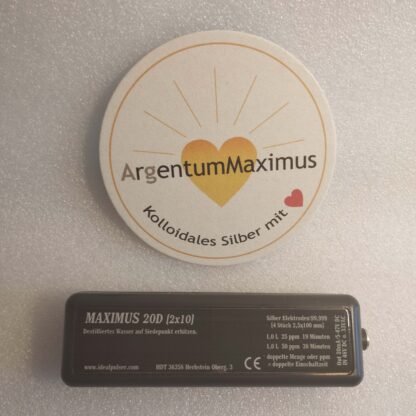 ArgentumMaximus
Kolloidales Silber mit
MAXIMUS 20D [2x10]
Destilliertes Wasser auf Siedepunkt erhitzen.
www.idealpulser.com
HDT 36358 Herbstein Oberg. 3
CE
Silber Elektroden 99,99%
[4 Stück 2,5x100 mm]
1,0 L 25 ppm 19 Minuten
1,0 L 50 ppm 38 Minuten
doppelte Menge oder ppm
= doppelte Einschaltzeit